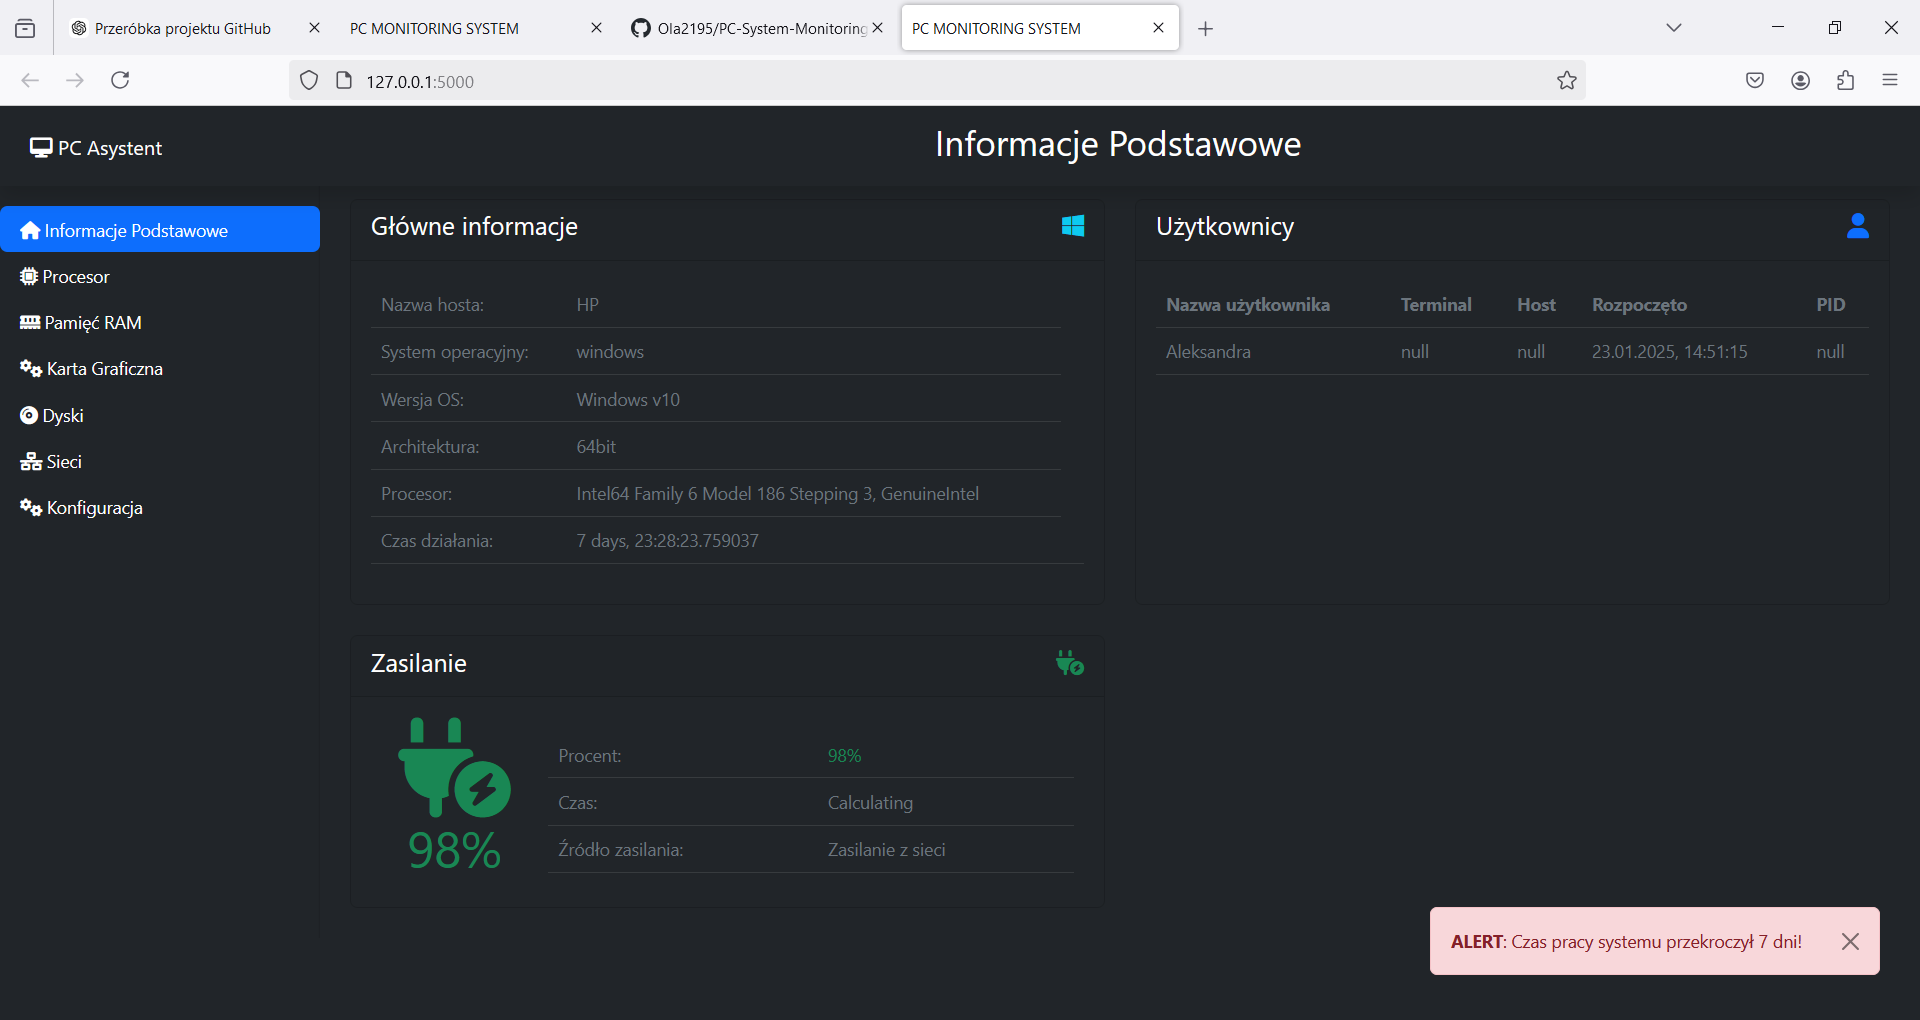 Przeróbka projektu GitHub
PC MONITORING SYSTEM
Ola2195/PC-System-Monitoring
PC MONITORING SYSTEM
127.0.0.1:5000
PC Asystent
Informacje Podstawowe
Informacje Podstawowe
Procesor
Pamięć RAM
Karta Graficzna
Dyski
Sieci
Konfiguracja
Główne informacje
Nazwa hosta: HP
System operacyjny: windows
Wersja OS: Windows v10
Architektura: 64bit
Procesor: Intel64 Family 6 Model 186 Stepping 3, GenuineIntel
Czas działania: 7 days, 23:28:23.759037
Użytkownicy
Nazwa użytkownika Terminal Host Rozpoczęto PID
Aleksandra null null 23.01.2025, 14:51:15 null
Zasilanie
98%
Procent: 98%
Czas: Calculating
Źródło zasilania: Zasilanie z sieci
ALERT: Czas pracy systemu przekroczył 7 dni!